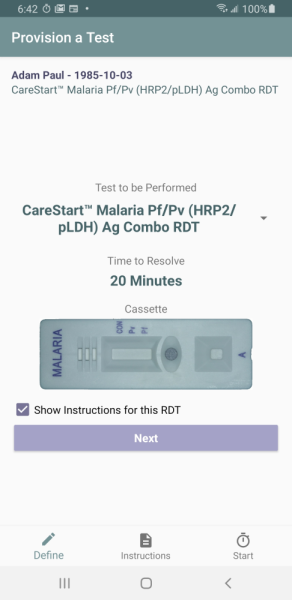 6:42 100%
Provision a Test
Adam Paul - 1985-10-03
CareStart™ Malaria Pf/Pv (HRP2/pLDH) Ag Combo RDT
Test to be Performed
CareStart™ Malaria Pf/Pv (HRP2/
pLDH) Ag Combo RDT
Time to Resolve
20 Minutes
Cassette
MALARIA
CON
Pv
Pf
A
Show Instructions for this RDT
Next
Define
Instructions
Start